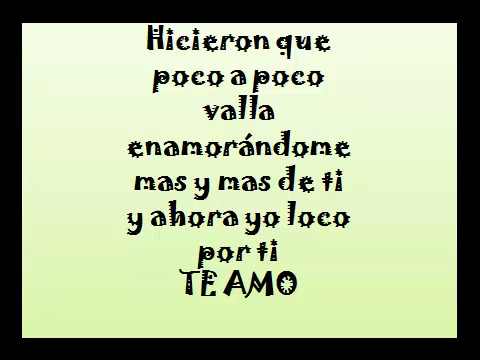 Hicieron que
poco a poco
valla
enamorándome
mas y mas de ti
y ahora yo loco
por ti
TE AMO